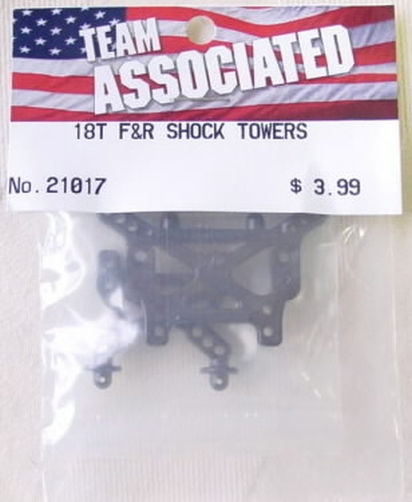 TEAM
ASSOCIATED
18T F&R SHOCK TOWERS
No. 21017 $ 3.99